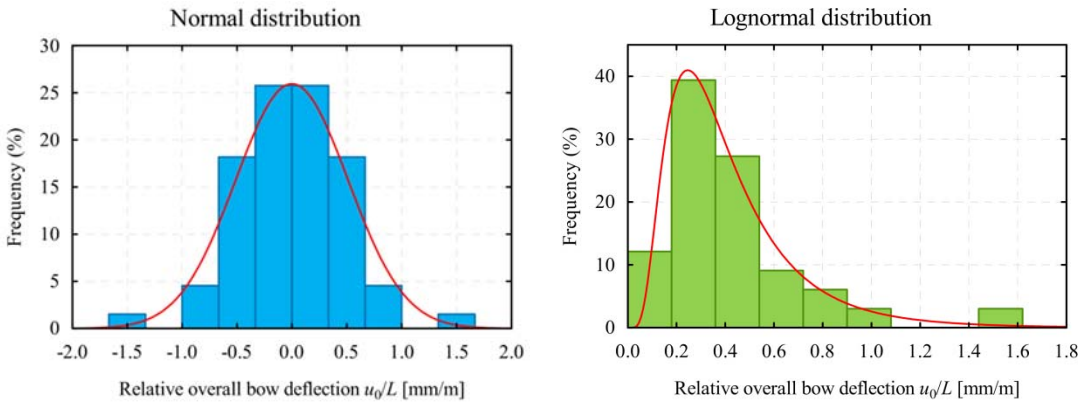 Normal distribution
30
25
20
15
10
5
0
Frequency (%)
-2.0 -1.5 -1.0 -0.5 0.0 0.5 1.0 1.5 2.0
Relative overall bow deflection u0/L [mm/m]
Lognormal distribution
40
30
20
10
0
Frequency (%)
0.0 0.2 0.4 0.6 0.8 1.0 1.2 1.4 1.6 1.8
Relative overall bow deflection u0/L [mm/m]